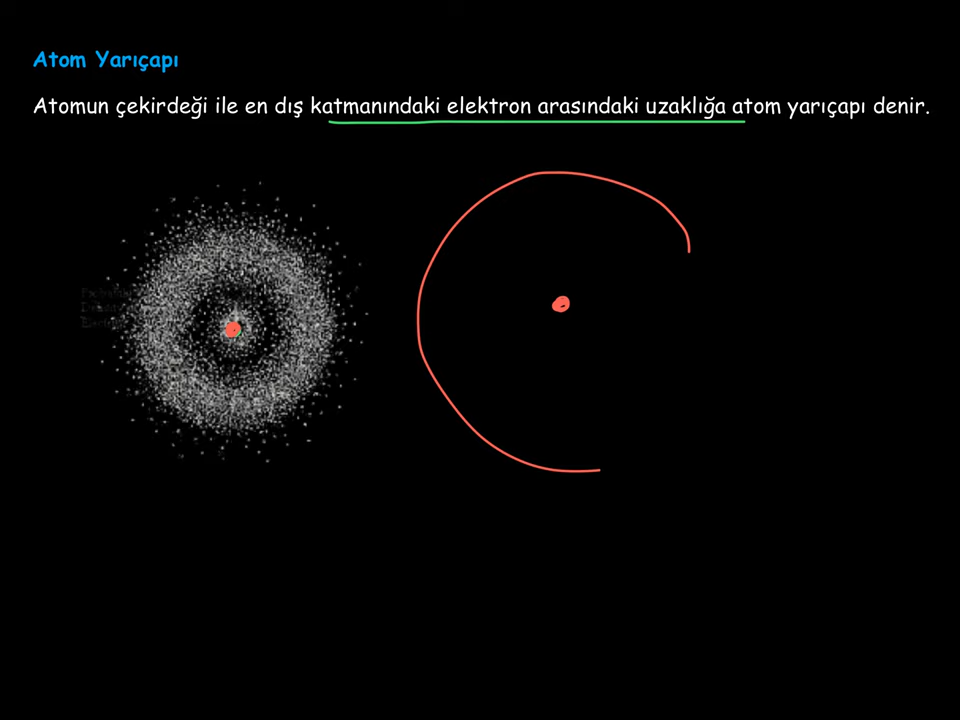 Atom Yarıçapı
Atomun çekirdeği ile en dış katmanındaki elektron arasındaki uzaklığa atom yarıçapı denir.